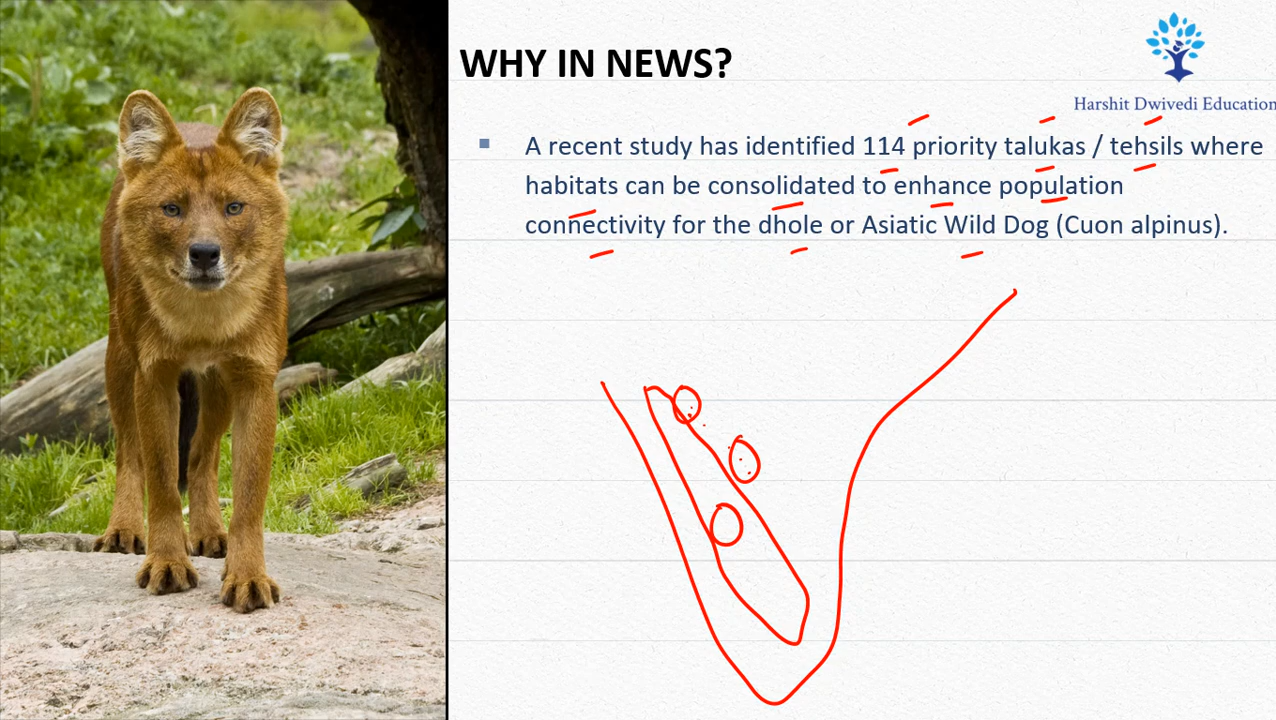 WHY IN NEWS?
Harshit Dwivedi Education
A recent study has identified 114 priority talukas / tehsils where
habitats can be consolidated to enhance population
connectivity for the dhole or Asiatic Wild Dog (Cuon alpinus).